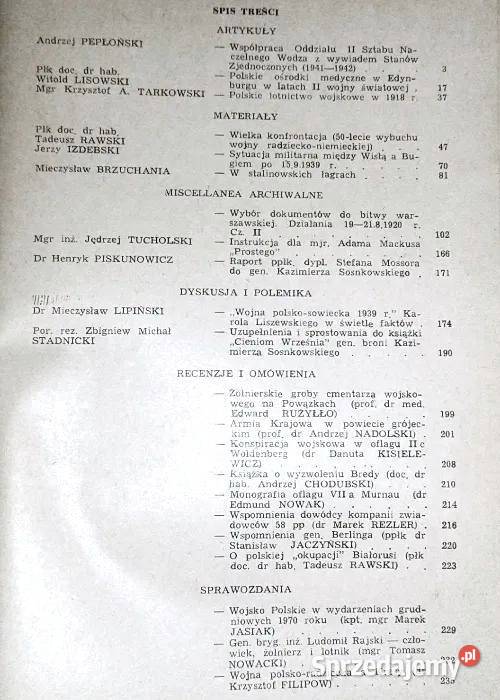 SPIS TREŚCI
ARTYKUŁY
Andrzej PEPŁOŃSKI — Współpraca Oddziału II Sztabu Na-
czelnego Wodza z wywiadem Stanów
Zjednoczonych (1941—1942) . . . 3
Płk doc. dr hab.
Witold LISOWSKI — Polskie ośrodki medyczne w Edyn-
burgu w latach II wojny światowej . 17
Mgr Krzysztof A. TARKOWSKI — Polskie lotnictwo wojskowe w 1918 r. 37
MATERIAŁY
Płk doc. dr hab.
Tadeusz RAWSKI — Wielka konfrontacja (50-lecie wybuchu
wojny radziecko-niemieckiej) . . . 47
Jerzy IZDEBSKI — Sytuacja militarna między Wisłą a Bu-
giem po 15.9.1939 r. . . . 70
Mieczysław BRZUCHANIA — W stalinowskich łagrach . . . 81
MISCELLANEA ARCHIWALNE
— Wybór dokumentów do bitwy war-
szawskiej. Działania 19—21.8.1920 r.
Cz. II . . . 102
Mgr inż. Jędrzej TUCHOLSKI — Instrukcja dla mjr. Adama Mackusa
„Prostego" . . . 166
Dr Henryk PISKUNOWICZ — Raport ppłk. dypl. Stefana Mossora
do gen. Kazimierza Sosnkowskiego . 171
DYSKUSJA I POLEMIKA
Dr Mieczysław LIPIŃSKI — „Wojna polsko-sowiecka 1939 r." Ka-
rola Liszewskiego w świetle faktów . 174
Por. rez. Zbigniew Michał
STADNICKI — Uzupełnienia i sprostowania do książki
„Cieniom Września" gen. broni Kazi-
mierza Sosnkowskiego . . . 190
RECENZJE I OMÓWIENIA
— Żołnierskie groby cmentarza wojskowe-
go na Powązkach (prof. dr med.
Edward RUŻYŁŁO) . . . 199
— Armia Krajowa w powiecie grójec-
kim (prof. dr Andrzej NADOLSKI) . 201
— Konspiracja wojskowa w oflagu II c
Woldenberg (dr Danuta KISIELE-
WICZ) . . . 208
— Książka o wyzwoleniu Bredy (doc. dr
hab. Andrzej CHODUBSKI) . . . 210
— Monografia oflagu VII a Murnau (dr
Edmund NOWAK) . . . 214
— Wspomnienia dowódcy kompanii zwia-
dowców 58 pp (dr Marek REZLER) . 216
— Wspomnienia gen. Berlinga (ppłk dr
Stanisław JACZYŃSKI) . . . 220
— O polskiej „okupacji" Białorusi (płk
doc. dr hab. Tadeusz RAWSKI) . . 223
SPRAWOZDANIA
— Wojsko Polskie w wydarzeniach grud-
niowych 1970 roku (kpt. mgr Marek
JASIAK) . . . 229
— Gen. bryg. inż. Ludomił Rajski — czło-
wiek, żołnierz i lotnik (mgr Tomasz
NOWACKI) . . . 232
— Wojna polsko-
Krzysztof FILIPOW) . . .
Sprzedajemy.pl